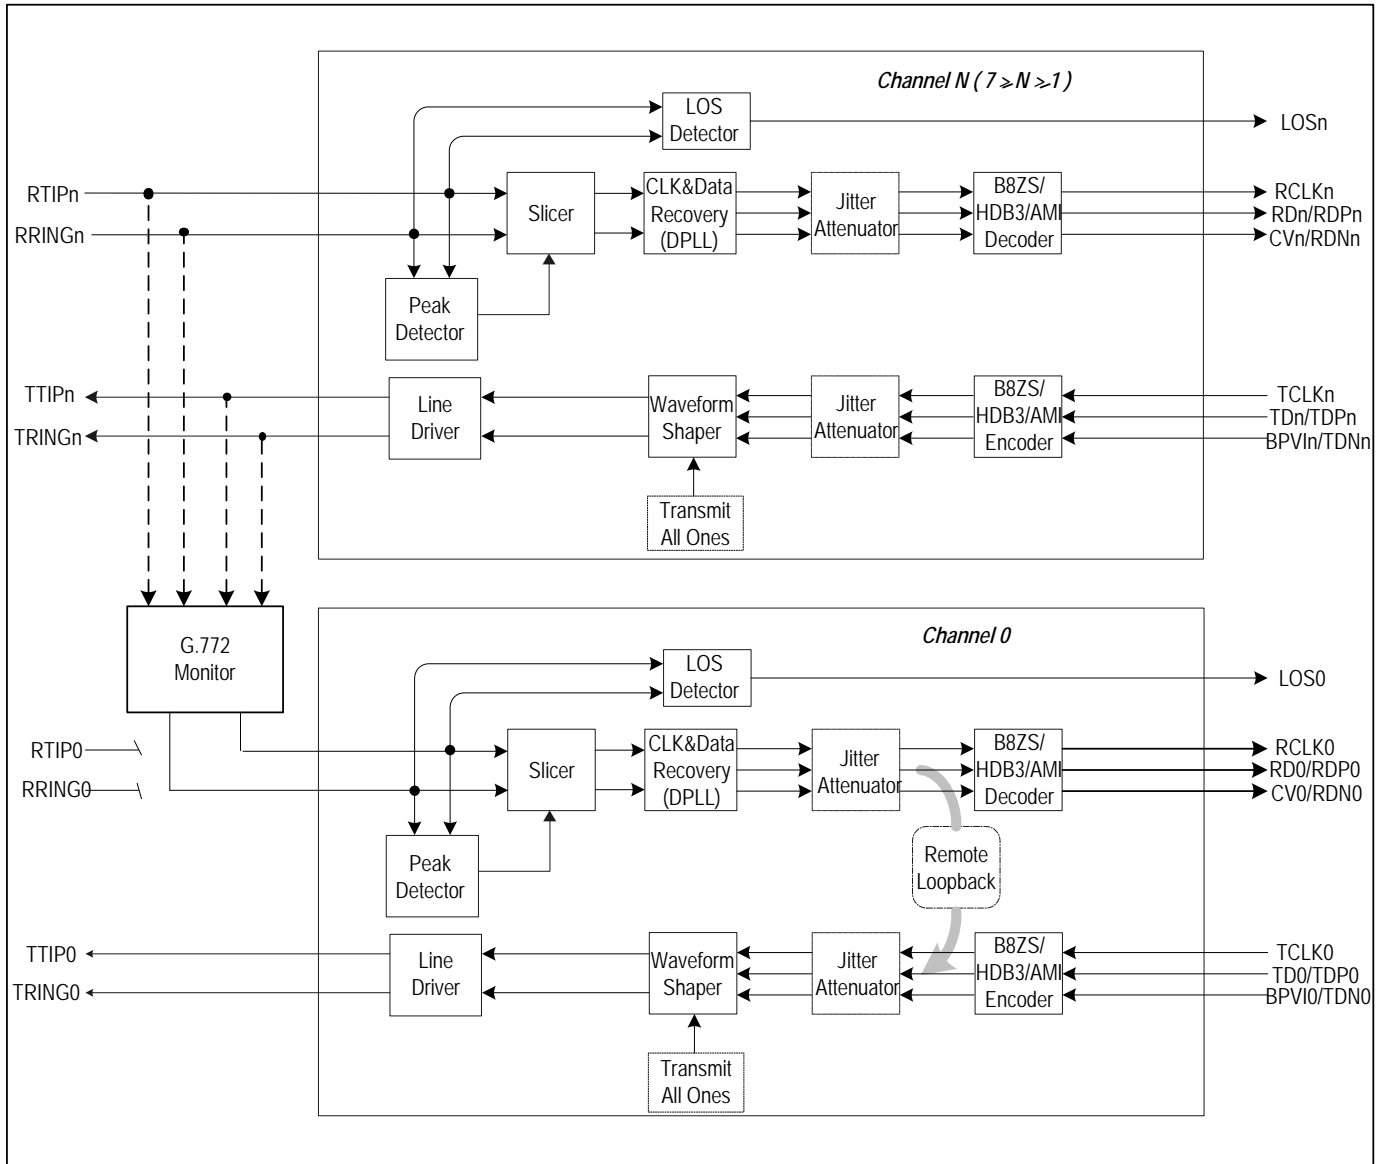 Channel N ( 7 ⩾ N ⩾ 1 )
LOS
Detector
LOSn
RTIPn
RRINGn
Slicer
CLK&Data
Recovery
(DPLL)
Jitter
Attenuator
B8ZS/
HDB3/AMI
Decoder
RCLKn
RDn/RDPn
CVn/RDNn
Peak
Detector
TTIPn
TRINGn
Line
Driver
Waveform
Shaper
Jitter
Attenuator
B8ZS/
HDB3/AMI
Encoder
TCLKn
TDn/TDPn
BPVIn/TDNn
Transmit
All Ones
G.772
Monitor
Channel 0
LOS
Detector
LOS0
RTIP0
RRING0
Slicer
CLK&Data
Recovery
(DPLL)
Jitter
Attenuator
B8ZS/
HDB3/AMI
Decoder
RCLK0
RD0/RDP0
CV0/RDN0
Peak
Detector
Remote
Loopback
TTIP0
TRING0
Line
Driver
Waveform
Shaper
Jitter
Attenuator
B8ZS/
HDB3/AMI
Encoder
TCLK0
TD0/TDP0
BPVI0/TDN0
Transmit
All Ones